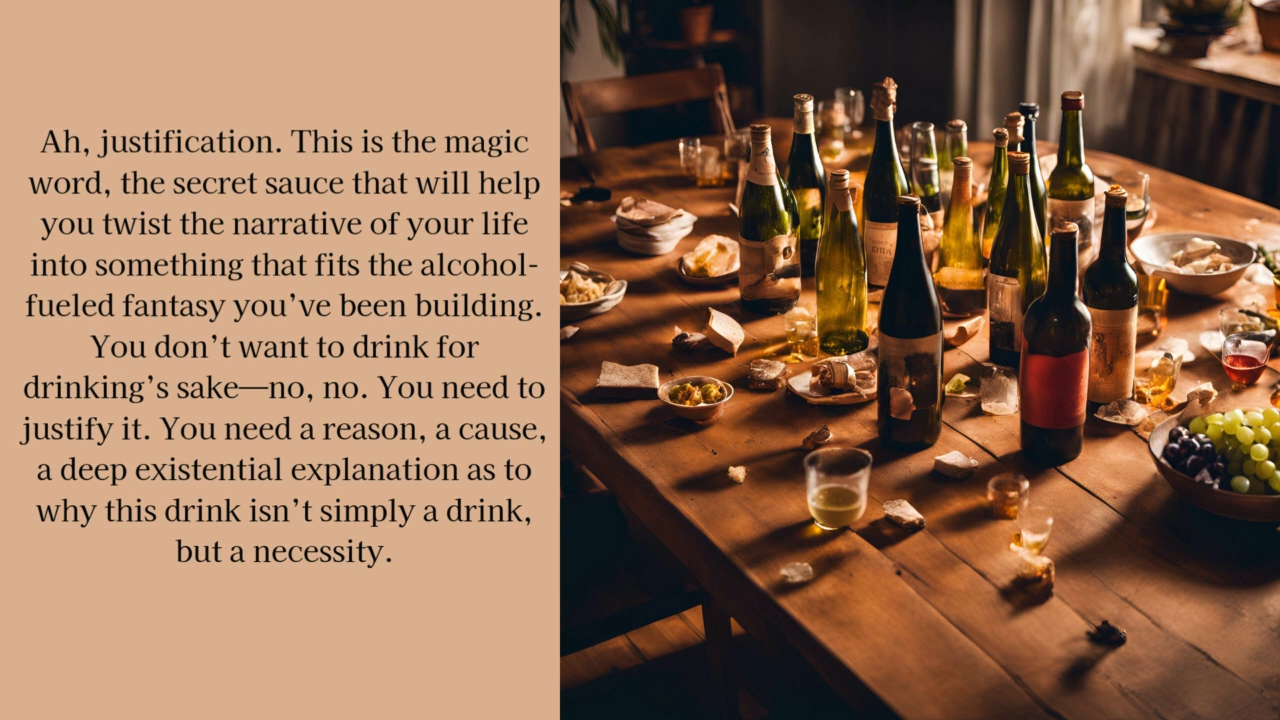 Ah, justification. This is the magic
word, the secret sauce that will help
you twist the narrative of your life
into something that fits the alcohol-
fueled fantasy you’ve been building.
You don’t want to drink for
drinking’s sake—no, no. You need to
justify it. You need a reason, a cause,
a deep existential explanation as to
why this drink isn’t simply a drink,
but a necessity.